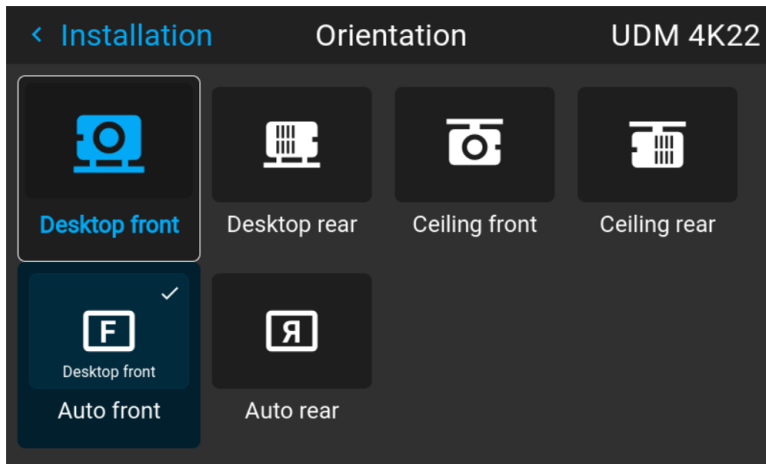 Installation Orientation UDM 4K22
Desktop front Desktop rear Ceiling front Ceiling rear
F Я
Desktop front
Auto front Auto rear